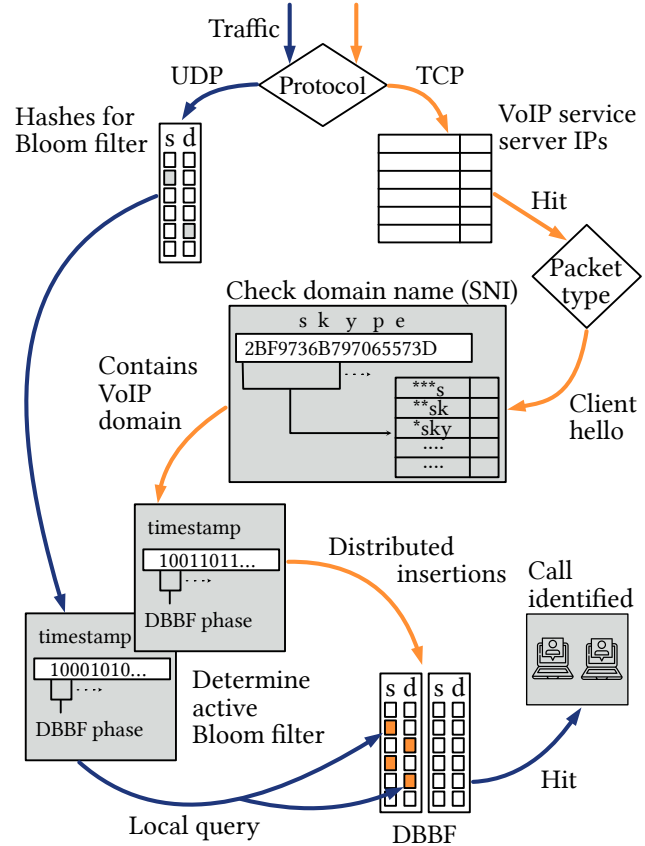 Traffic
UDP
Protocol
TCP
Hashes for
Bloom filter
s d
VoIP service
server IPs
Hit
Packet
type
Check domain name (SNI)
s k y p e
2BF9736B797065573D
***s
**sk
*sky
....
....
Contains
VoIP
domain
Client
hello
timestamp
10011011...
DBBF phase
Distributed
insertions
Call
identified
timestamp
10001010...
DBBF phase
Determine
active
Bloom filter
s d
s d
Hit
Local query
DBBF